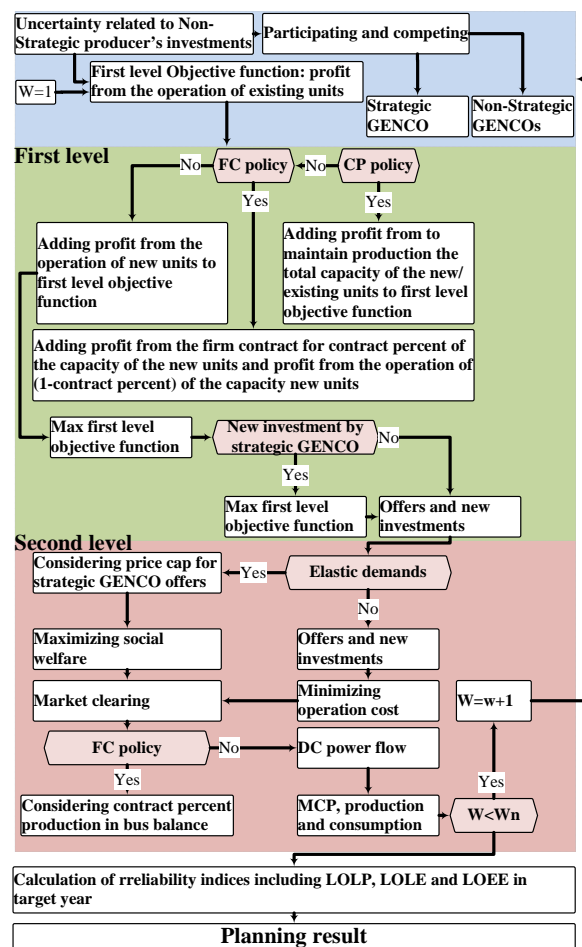 Uncertainty related to Non-
Strategic producer's investments
Participating and competing
W=1
First level Objective function: profit
from the operation of existing units
Strategic
GENCO
Non-Strategic
GENCOs
First level
No
FC policy
No
CP policy
Yes
Yes
Adding profit from the
operation of new units to
first level objective
function
Adding profit from to
maintain production the
total capacity of the new/
existing units to first level
objective function
Adding profit from the firm contract for contract percent of
the capacity of the new units and profit from the operation of
(1-contract percent) of the capacity new units
Max first level
objective function
New investment by
strategic GENCO
No
Yes
Max first level
objective function
Offers and new
investments
Second level
Considering price cap for
strategic GENCO offers
Yes
Elastic demands
No
Maximizing social
welfare
Offers and new
investments
Market clearing
Minimizing
operation cost
W=w+1
FC policy
No
DC power flow
Yes
Yes
Considering contract percent
production in bus balance
MCP, production
and consumption
W<Wn
Calculation of rreliability indices including LOLP, LOLE and LOEE in
target year
Planning result